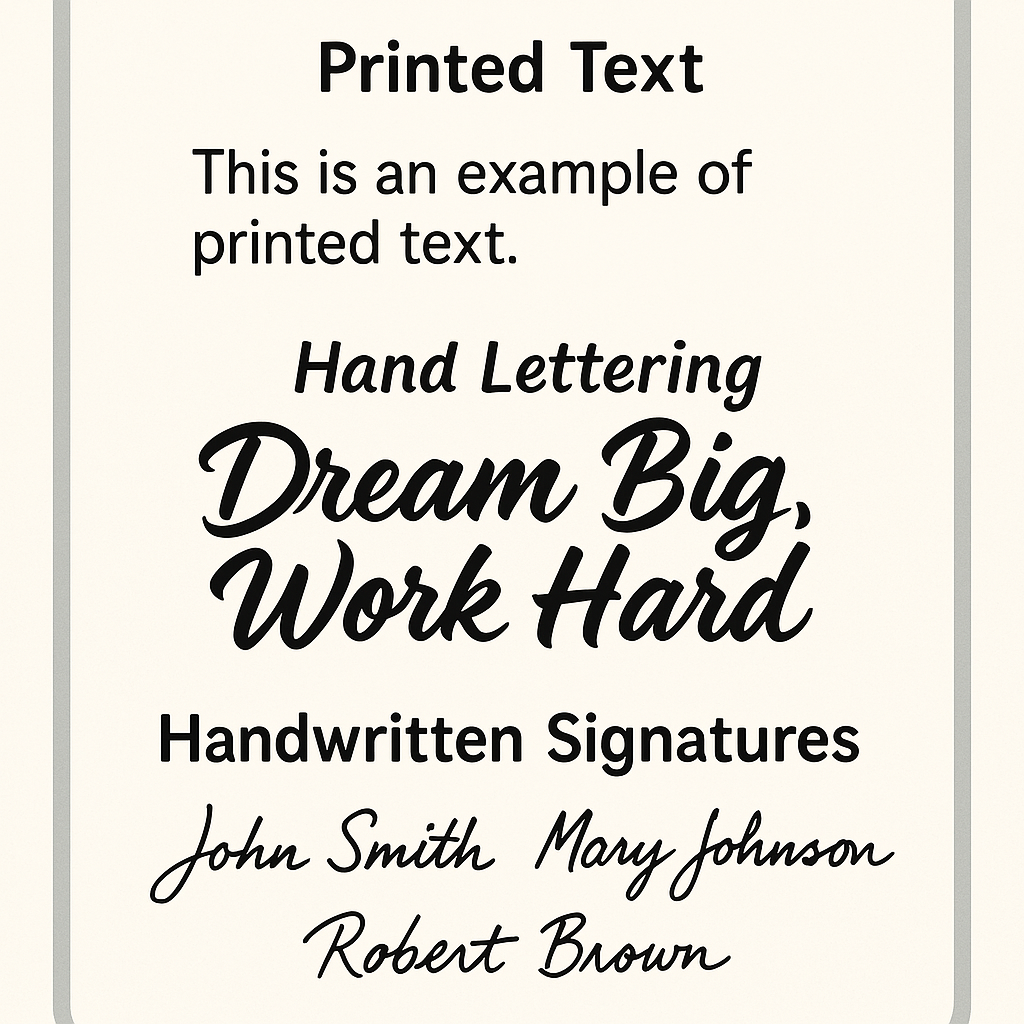 Printed Text
This is an example of
printed text.
Hand Lettering
Dream Big,
Work Hard
Handwritten Signatures
John Smith Mary Johnson
Robert Brown